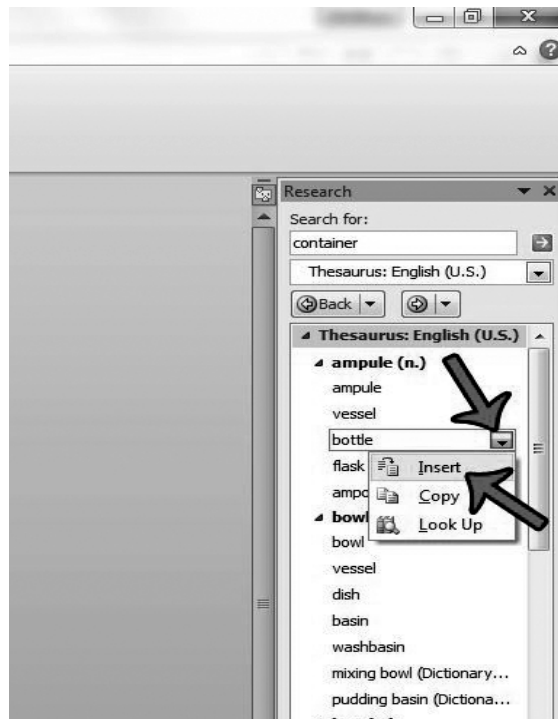 Research
Search for:
container
Thesaurus: English (U.S.)
Back
Thesaurus: English (U.S.)
ampule (n.)
ampule
vessel
bottle
flask
Insert
Copy
bowl
Look Up
bowl
vessel
dish
basin
washbasin
mixing bowl (Dictionary...
pudding basin (Dictiona...